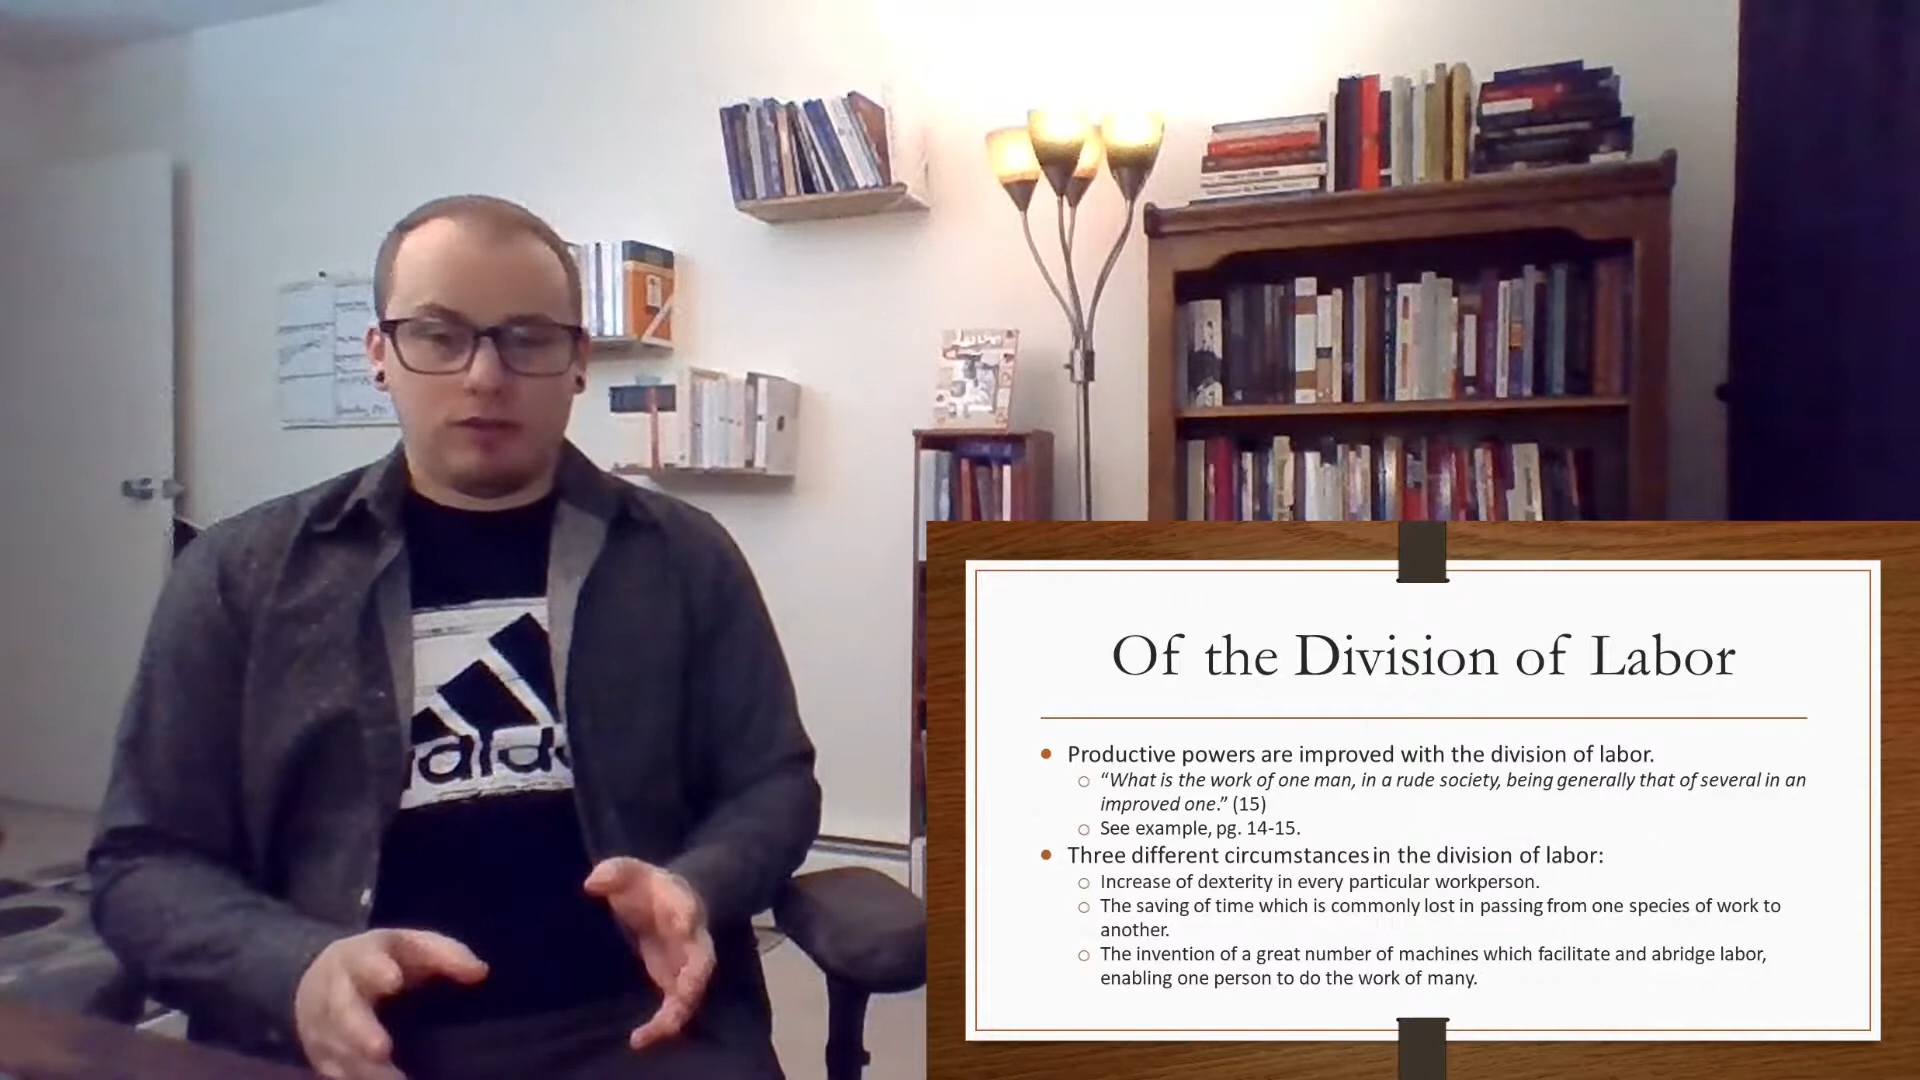 Of the Division of Labor
Productive powers are improved with the division of labor.
“What is the work of one man, in a rude society, being generally that of several in an
improved one.” (15)
See example, pg. 14-15.
Three different circumstances in the division of labor:
Increase of dexterity in every particular workperson.
The saving of time which is commonly lost in passing from one species of work to
another.
The invention of a great number of machines which facilitate and abridge labor,
enabling one person to do the work of many.